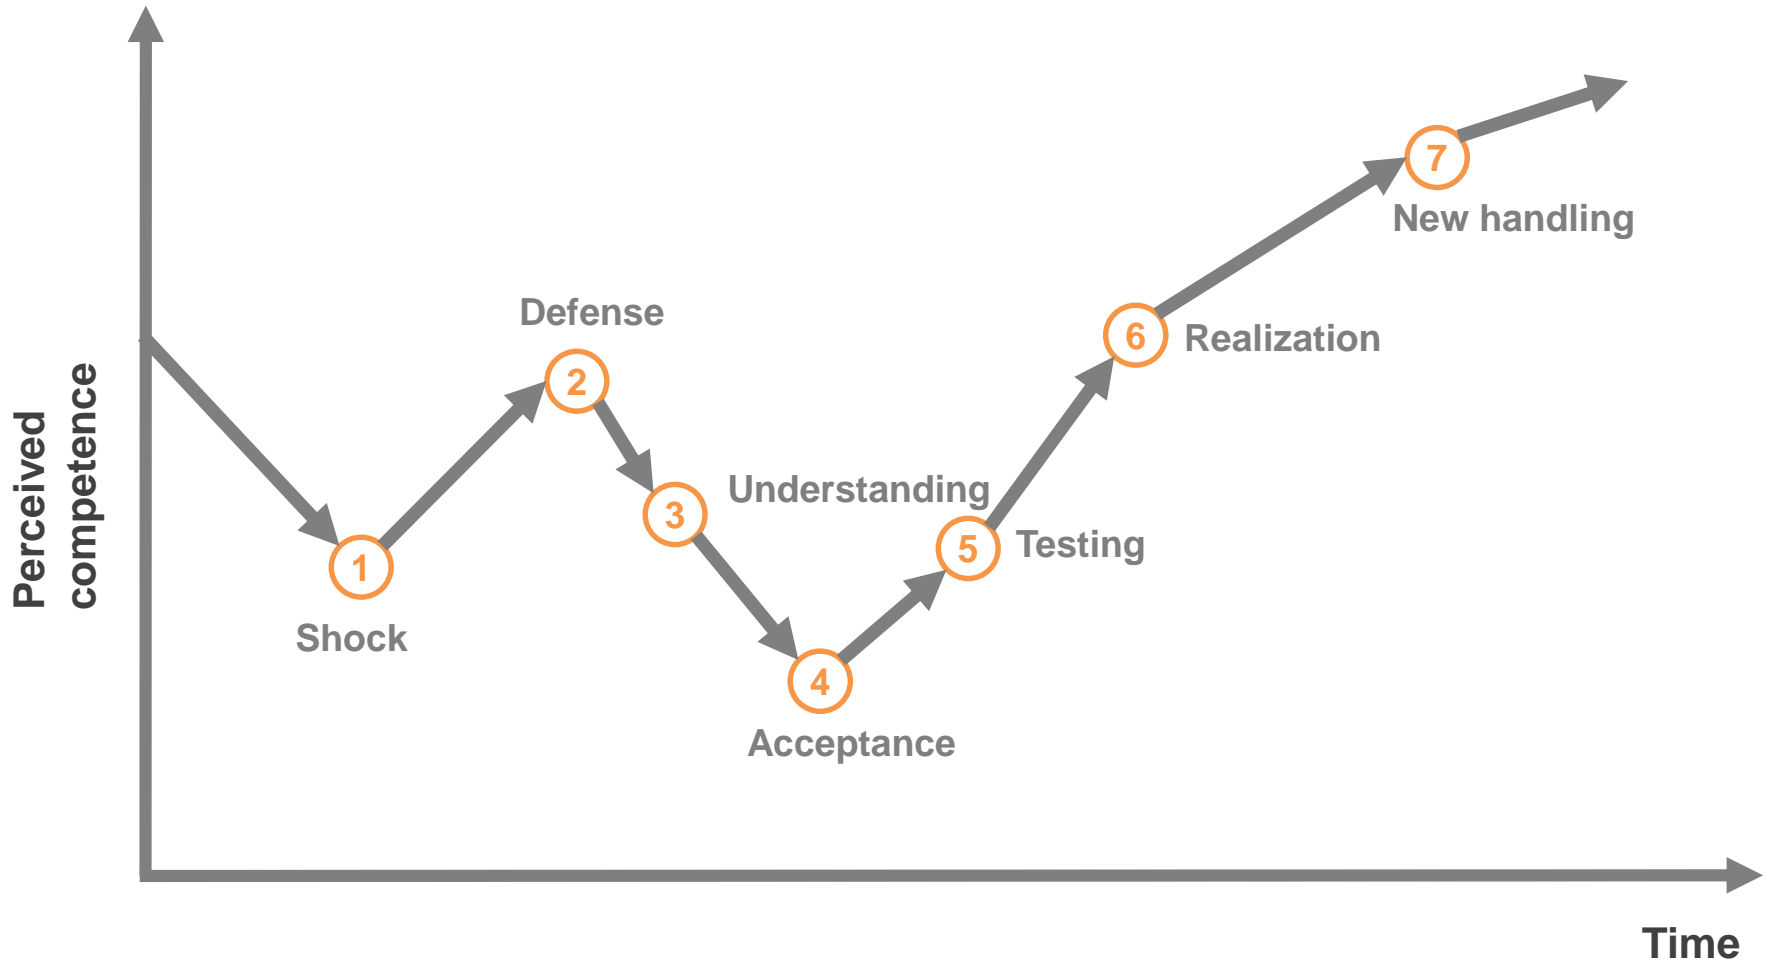 Perceived
competence
1
Shock
2
Defense
3
Understanding
4
Acceptance
5
Testing
6
Realization
7
New handling
Time